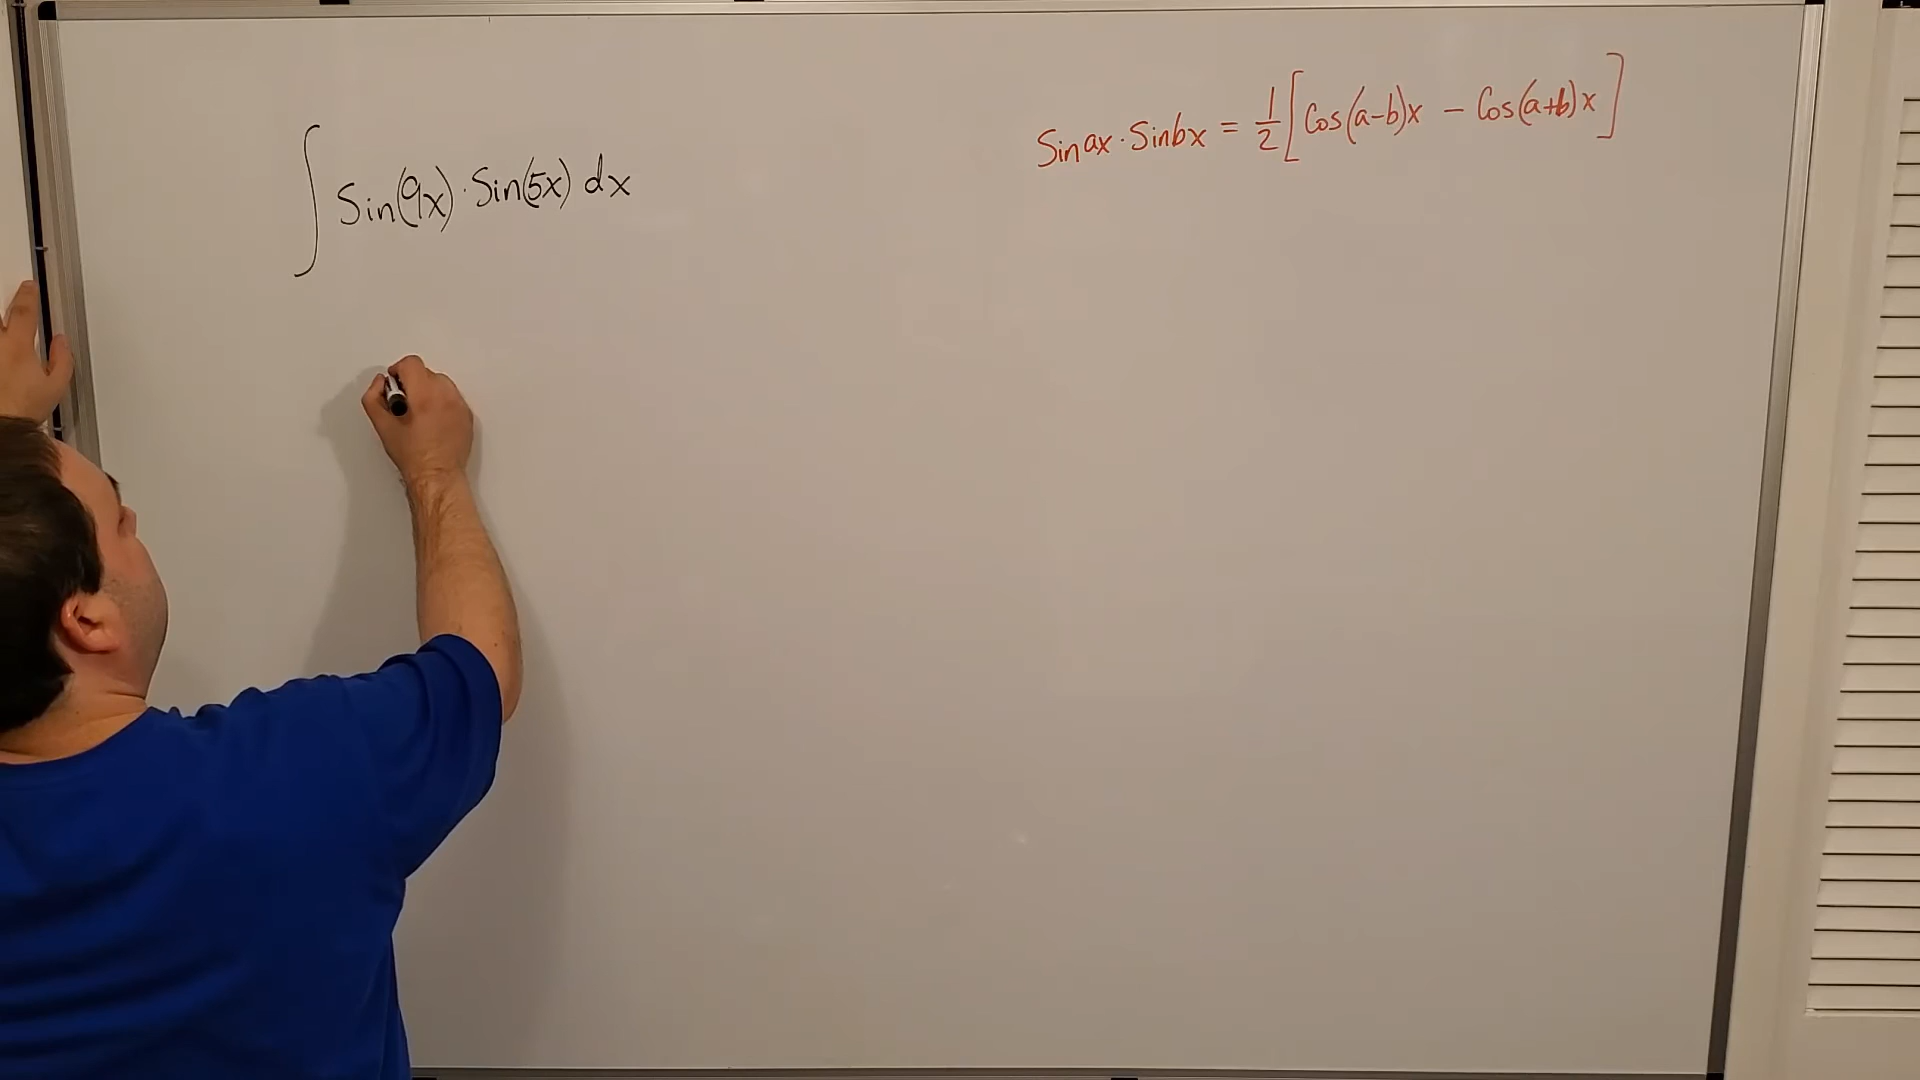 ∫ Sin(9x) · Sin(5x) dx
Sin ax · Sin bx = 1/2 [Cos(a-b)x - Cos(a+b)x]